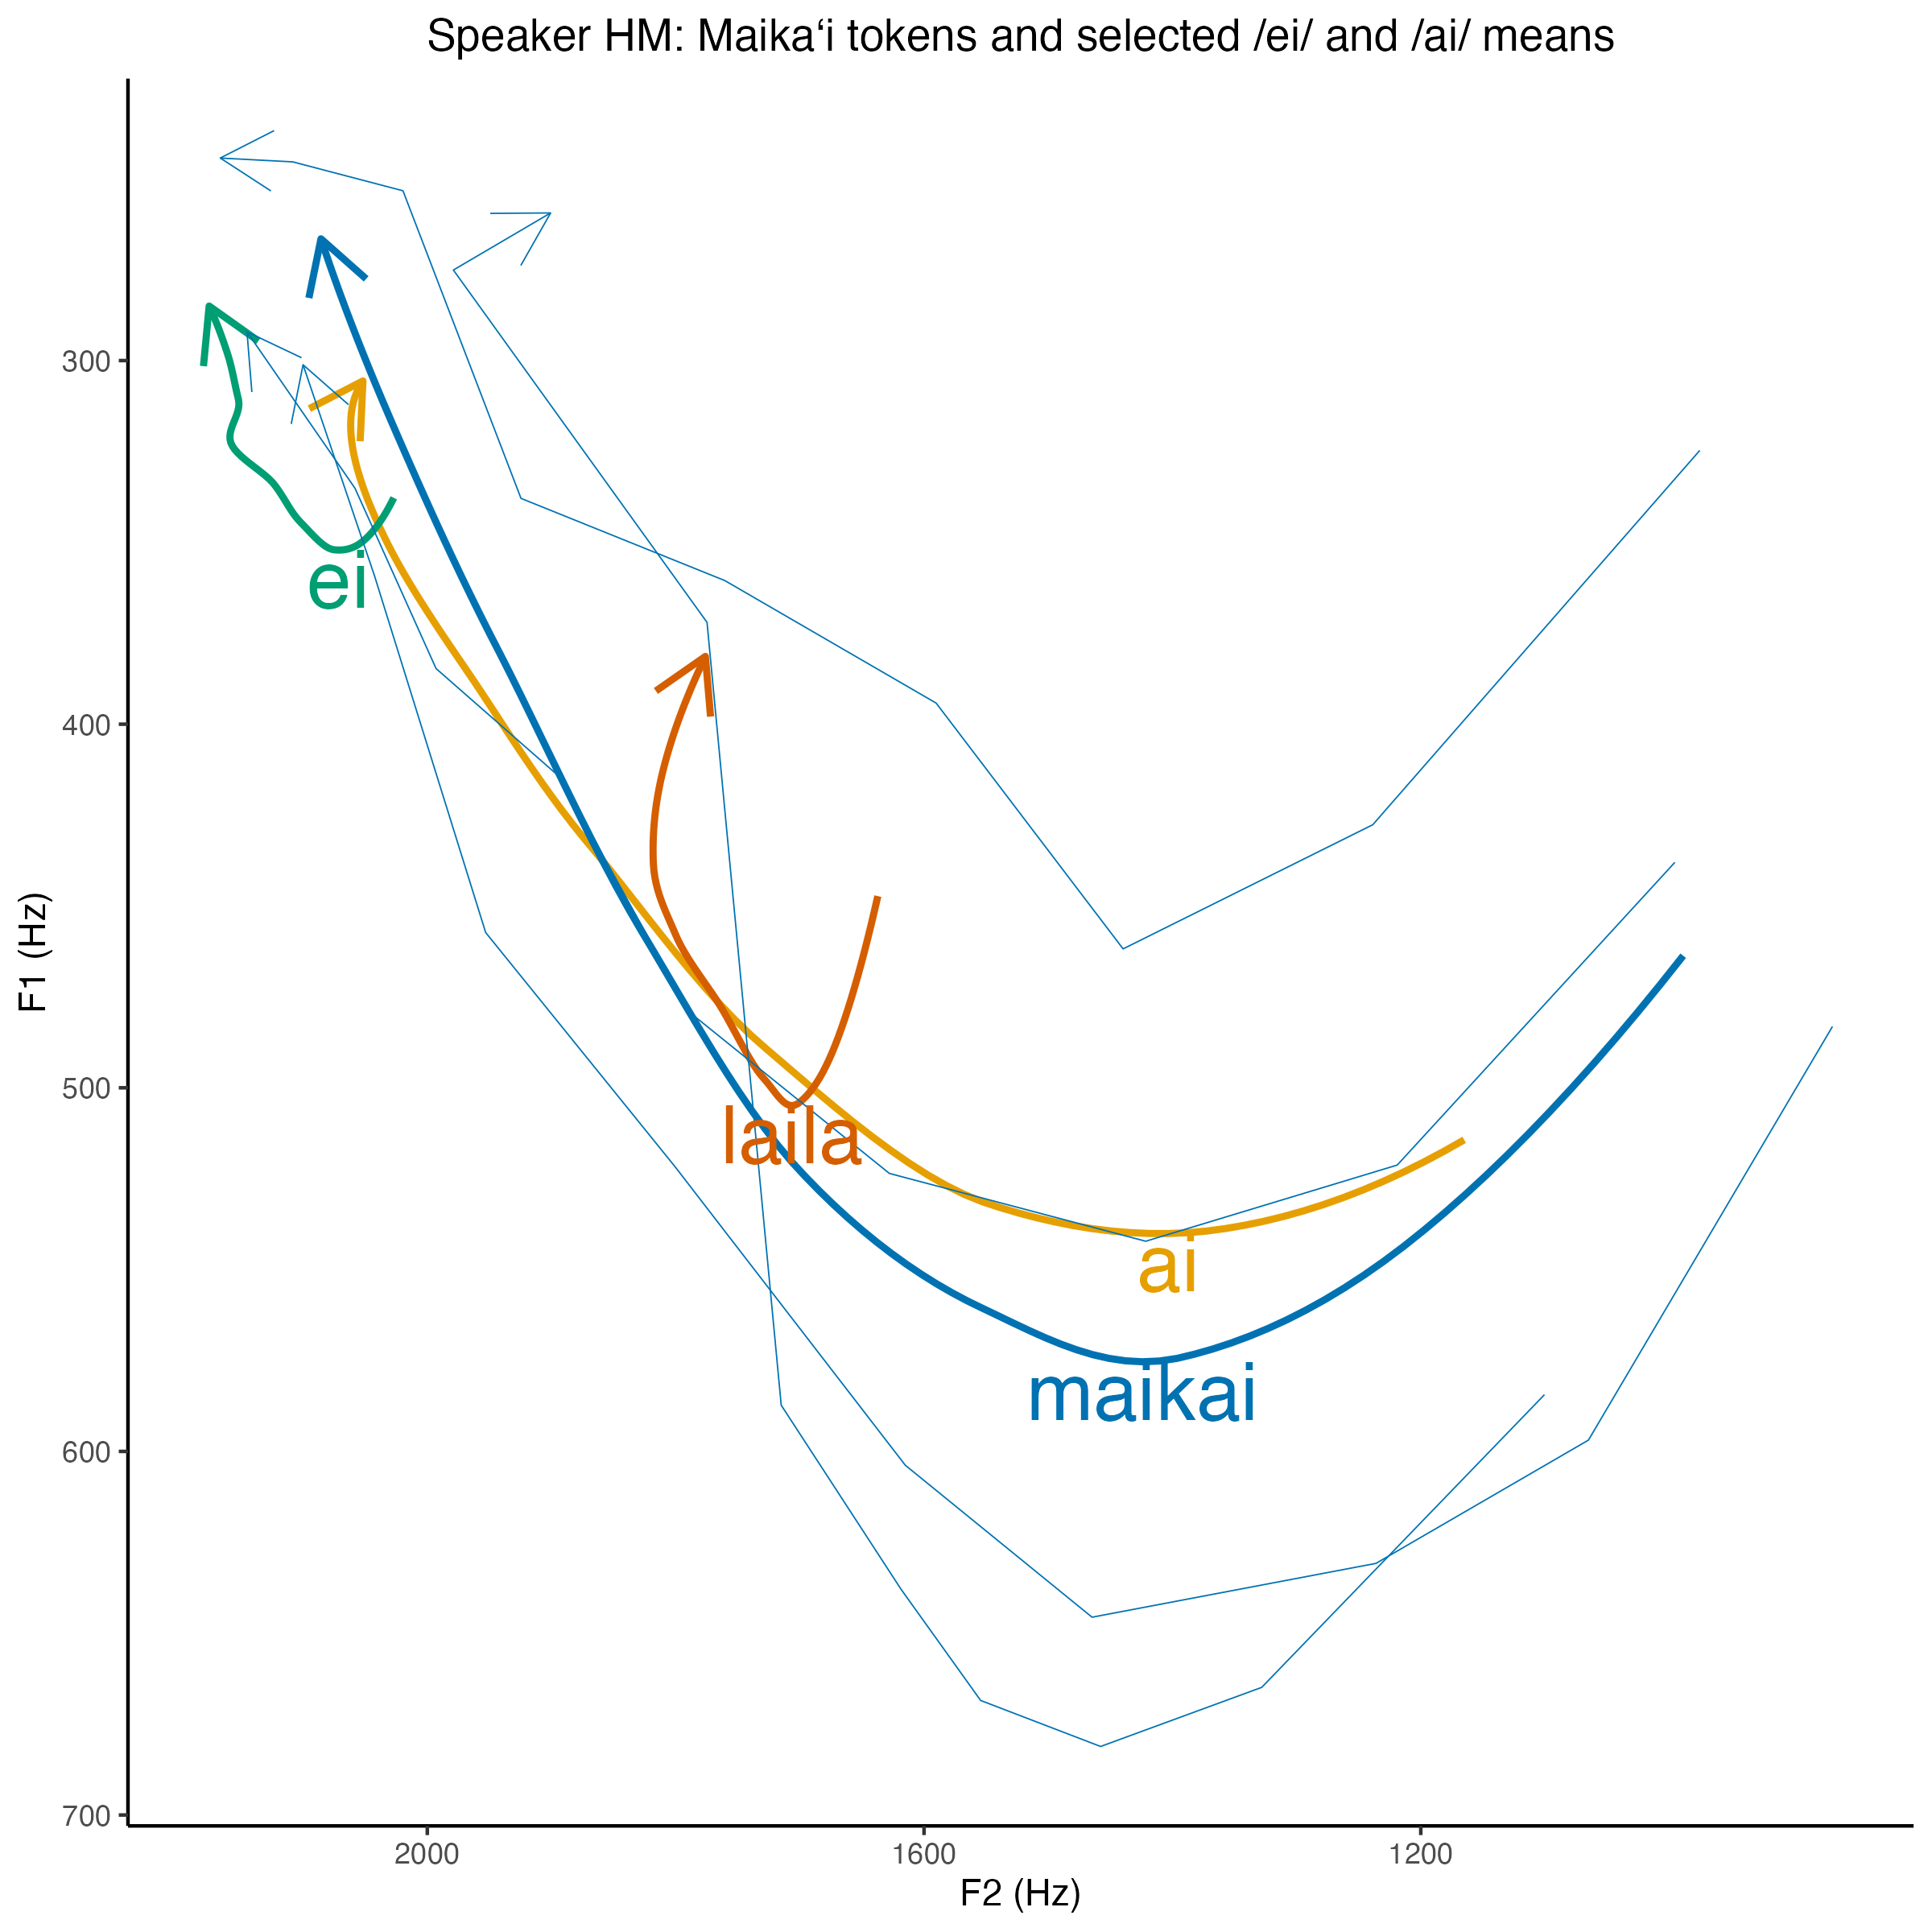 Speaker HM: Maika‘i tokens and selected /ei/ and /ai/ means
300
400
500
600
700
F1 (Hz)
ei
laila
ai
maikai
2000
1600
1200
F2 (Hz)